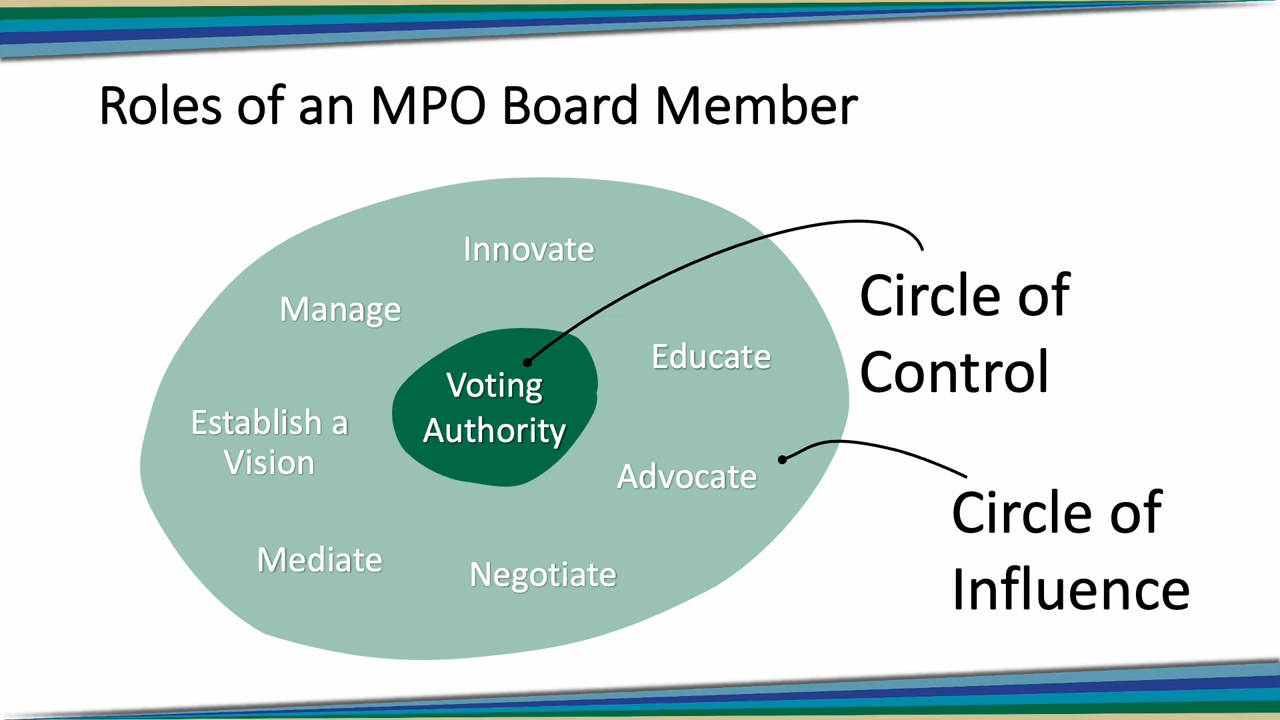 Roles of an MPO Board Member
Innovate
Manage
Educate
Voting
Authority
Establish a
Vision
Advocate
Mediate
Negotiate
Circle of
Control
Circle of
Influence